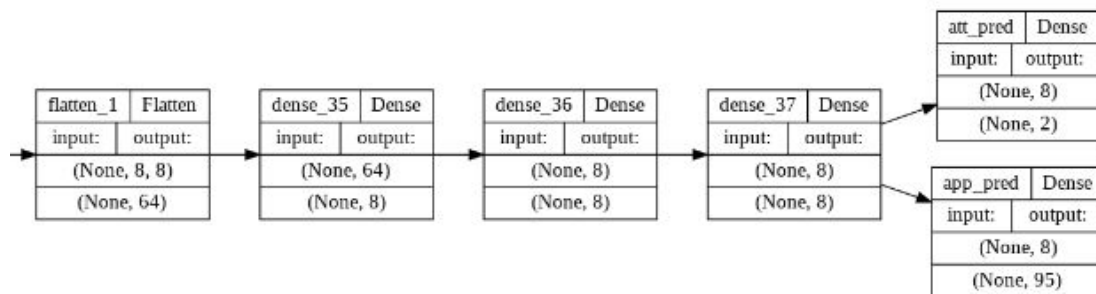 flatten_1 Flatten
input: output:
(None, 8, 8)
(None, 64)
dense_35 Dense
input: output:
(None, 64)
(None, 8)
dense_36 Dense
input: output:
(None, 8)
(None, 8)
dense_37 Dense
input: output:
(None, 8)
(None, 8)
att_pred Dense
input: output:
(None, 8)
(None, 2)
app_pred Dense
input: output:
(None, 8)
(None, 95)